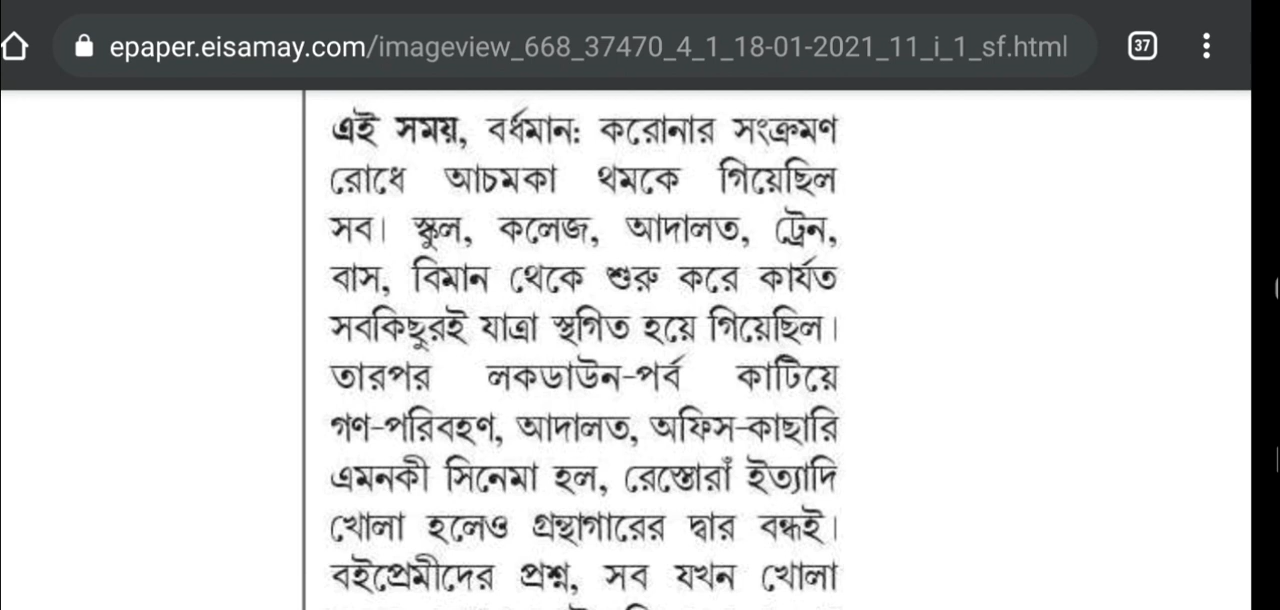 epaper.eisamay.com/imageview_668_37470_4_1_18-01-2021_11_i_1_sf.html 37
এই সময়, বর্ধমান: করোনার সংক্রমণ
রোধে আচমকা থমকে গিয়েছিল
সব। স্কুল, কলেজ, আদালত, ট্রেন,
বাস, বিমান থেকে শুরু করে কার্যত
সবকিছুরই যাত্রা স্থগিত হয়ে গিয়েছিল।
তারপর লকডাউন-পর্ব কাটিয়ে
গণ-পরিবহণ, আদালত, অফিস-কাছারি
এমনকী সিনেমা হল, রেস্তোরাঁ ইত্যাদি
খোলা হলেও গ্রন্থাগারের দ্বার বন্ধই।
বইপ্রেমীদের প্রশ্ন, সব যখন খোলা